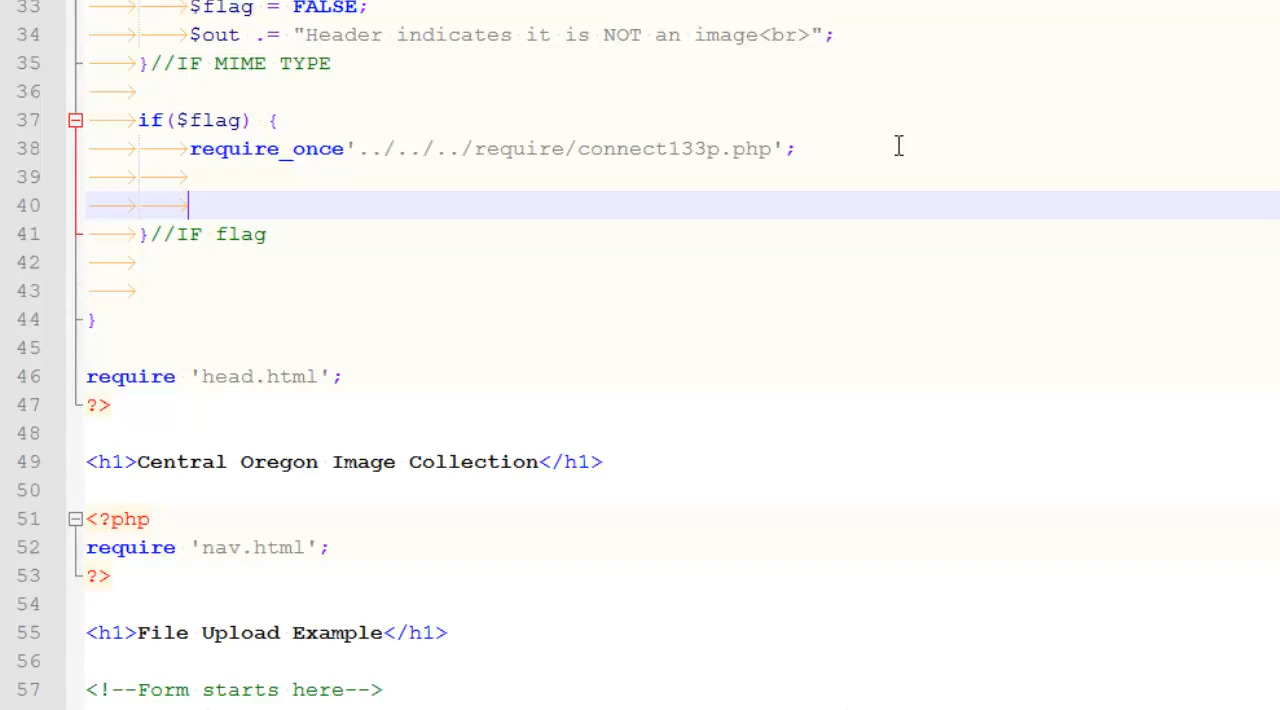 33 $flag = FALSE;
34 $out .= "Header indicates it is NOT an image<br>";
35 }//IF MIME TYPE
36
37 if($flag) {
38 require_once'../../../require/connect133p.php';
39
40
41 }//IF flag
42
43
44 }
45
46 require 'head.html';
47 ?>
48
49 <h1>Central Oregon Image Collection</h1>
50
51 <?php
52 require 'nav.html';
53 ?>
54
55 <h1>File Upload Example</h1>
56
57 <!--Form starts here-->